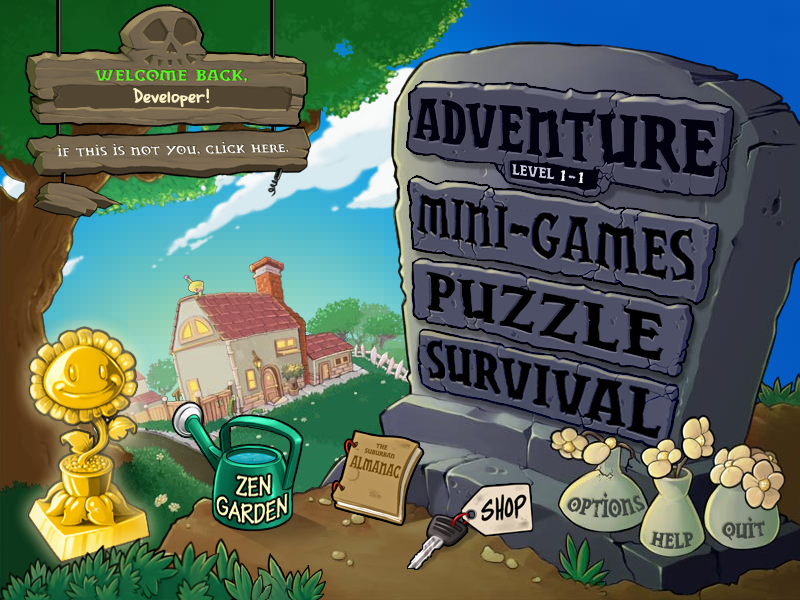 WELCOME BACK,
Developer!
IF THIS IS NOT YOU, CLICK HERE.
ADVENTURE
LEVEL 1-1
MINI-GAMES
PUZZLE
SURVIVAL
ZEN
GARDEN
THE
SUBURBAN
ALMANAC
SHOP
OPTIONS
HELP
QUIT